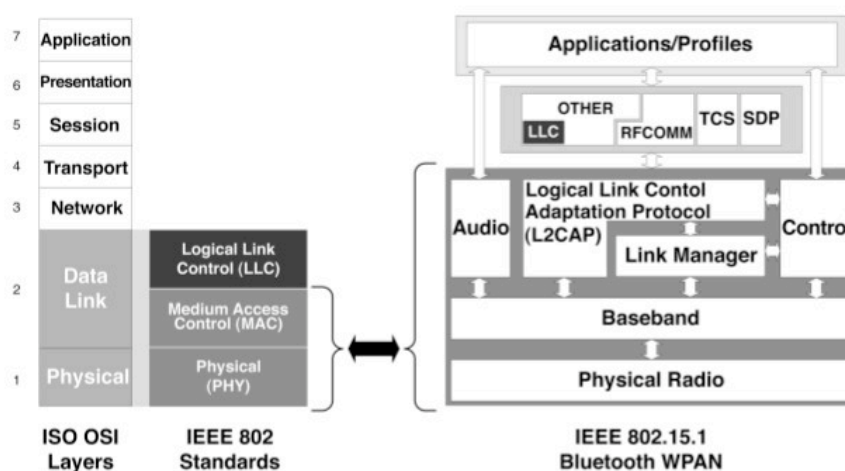 7
Application
6
Presentation
5
Session
4
Transport
3
Network
2
Data
Link
1
Physical
ISO OSI
Layers
Logical Link
Control (LLC)
Medium Access
Control (MAC)
Physical
(PHY)
IEEE 802
Standards
Applications/Profiles
OTHER
LLC
RFCOMM
TCS
SDP
Audio
Logical Link Contol
Adaptation Protocol
(L2CAP)
Link Manager
Control
Baseband
Physical Radio
IEEE 802.15.1
Bluetooth WPAN